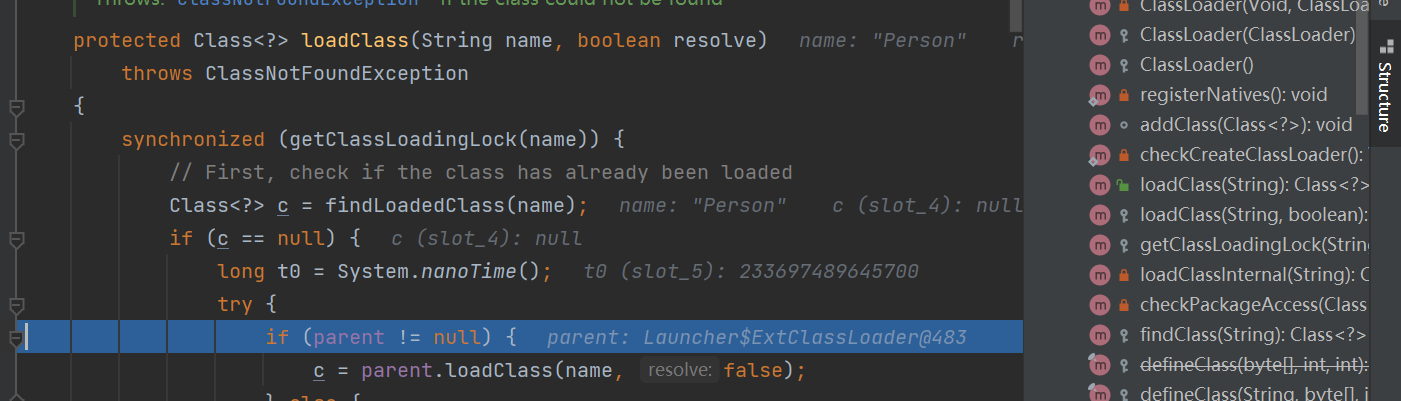 Throws: ClassNotFoundException – If the class could not be found
protected Class<?> loadClass(String name, boolean resolve) name: "Person" r
throws ClassNotFoundException
{
synchronized (getClassLoadingLock(name)) {
// First, check if the class has already been loaded
Class<?> c = findLoadedClass(name); name: "Person" c (slot_4): null
if (c == null) { c (slot_4): null
long t0 = System.nanoTime(); t0 (slot_5): 233697489645700
try {
if (parent != null) { parent: Launcher$ExtClassLoader@483
c = parent.loadClass(name, resolve: false);
} else {
ClassLoader(Void, ClassLoa
ClassLoader(ClassLoader)
ClassLoader()
registerNatives(): void
addClass(Class<?>): void
checkCreateClassLoader(): V
loadClass(String): Class<?>
loadClass(String, boolean):
getClassLoadingLock(Strin
loadClassInternal(String): C
checkPackageAccess(Class
findClass(String): Class<?>
defineClass(byte[], int, int):
defineClass(String, byte[], i
Structure